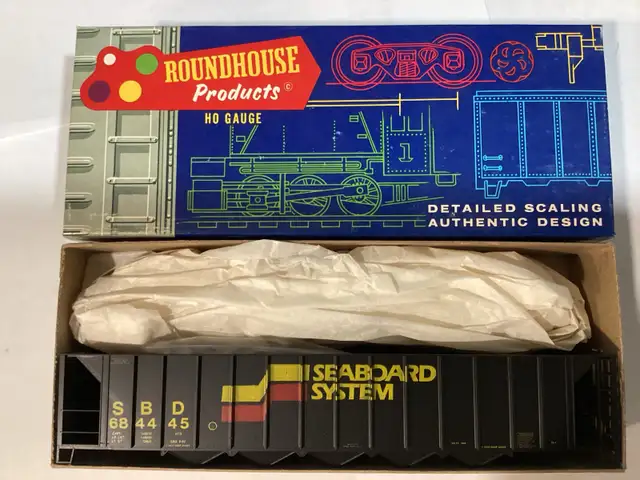 ROUNDHOUSE
Products ©
HO GAUGE
1
DETAILED SCALING
AUTHENTIC DESIGN
SEABOARD
SYSTEM
S B D
68 44 45